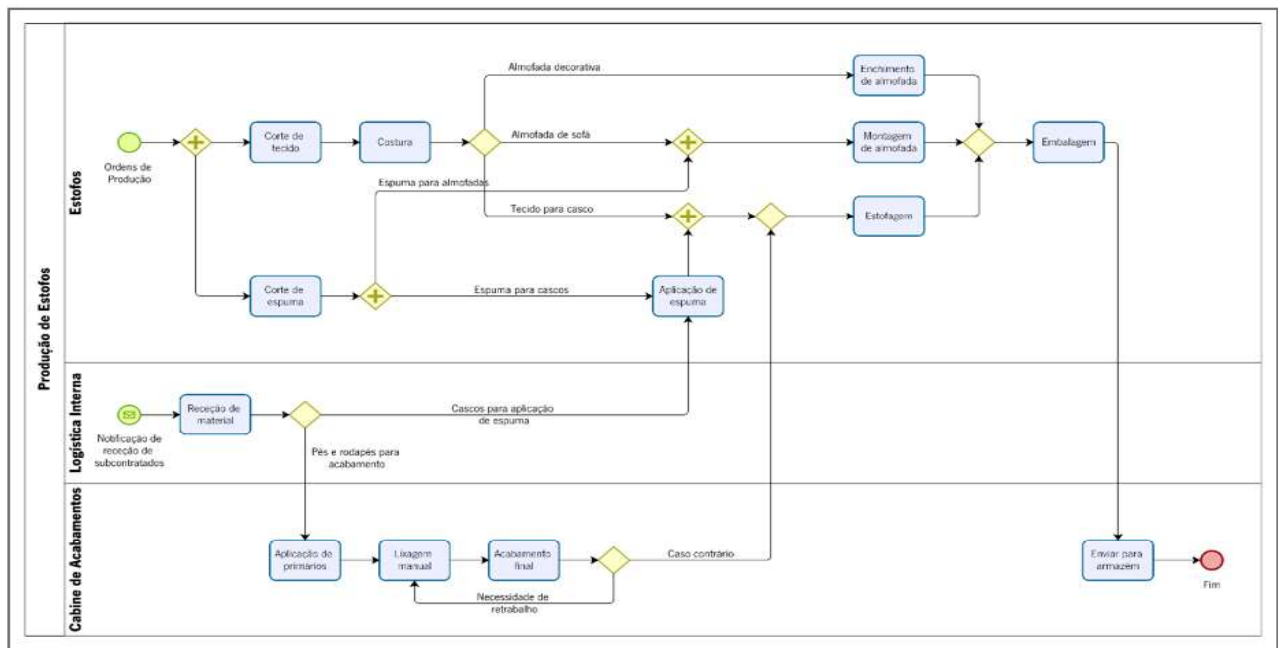 Produção de Estofos
Estofos
Ordens de
Produção
Corte de
tecido
Costura
Almofada decorativa
Almofada de sofá
Espuma para almofadas
Tecido para casco
Enchimento
de almofada
Montagem
de almofada
Estofagem
Embalagem
Corte de
espuma
Espuma para cascos
Aplicação de
espuma
Logística Interna
Notificação de
receção de
subcontratados
Receção de
material
Cascos para aplicação
de espuma
Pés e rodapés para
acabamento
Cabine de Acabamentos
Aplicação de
primários
Lixagem
manual
Acabamento
final
Caso contrário
Necessidade de
retrabalho
Enviar para
armazém
Fim